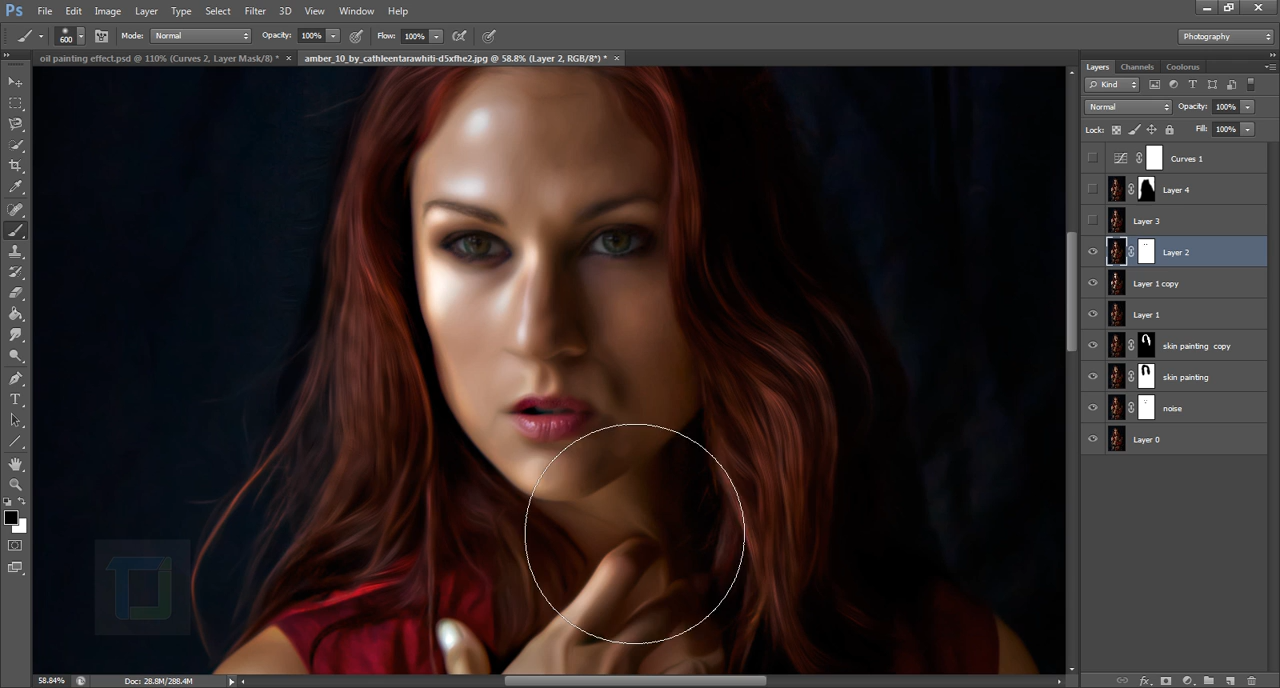 Ps File Edit Image Layer Type Select Filter 3D View Window Help
600 Mode: Normal Opacity: 100% Flow: 100% Photography
oil painting effect.psd @ 110% (Curves 2, Layer Mask/8) * × amber_10_by_cathleentarawhiti-d5xfhe2.jpg @ 58.8% (Layer 2, RGB/8*) * ×
Layers Channels Coolorus
Kind
Normal Opacity: 100%
Lock: Fill: 100%
Curves 1
Layer 4
Layer 3
Layer 2
Layer 1 copy
Layer 1
skin painting copy
skin painting
noise
Layer 0
58.84% Doc: 28.8M/288.4M